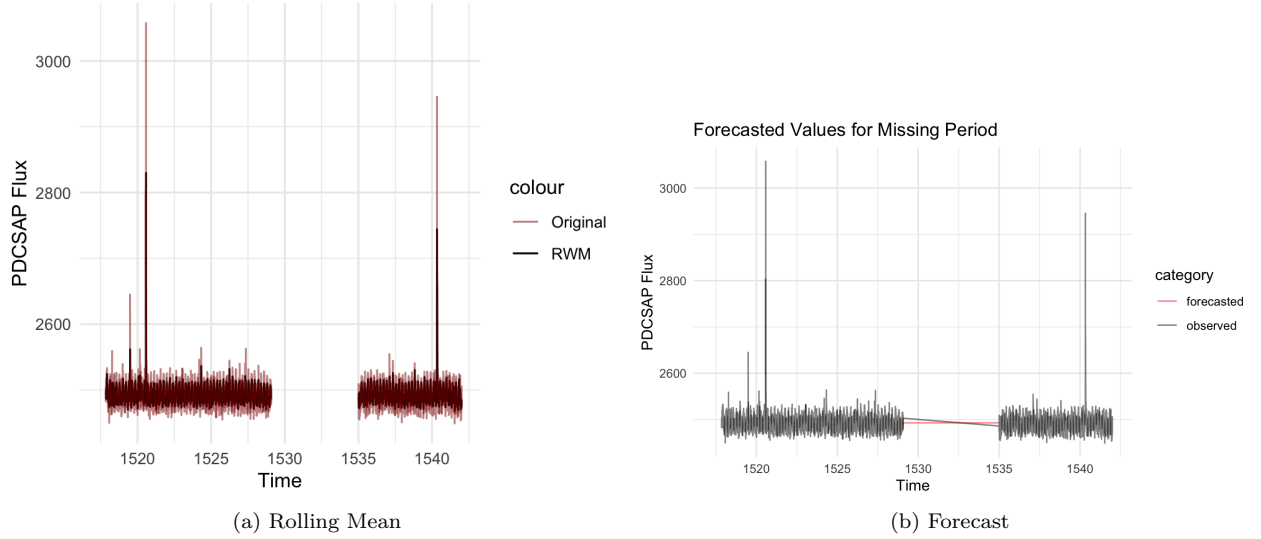 3000
2800
2600
PDCSAP Flux
1520 1525 1530 1535 1540
Time
colour
Original
RWM
(a) Rolling Mean
Forecasted Values for Missing Period
3000
2800
2600
PDCSAP Flux
1520 1525 1530 1535 1540
Time
category
forecasted
observed
(b) Forecast